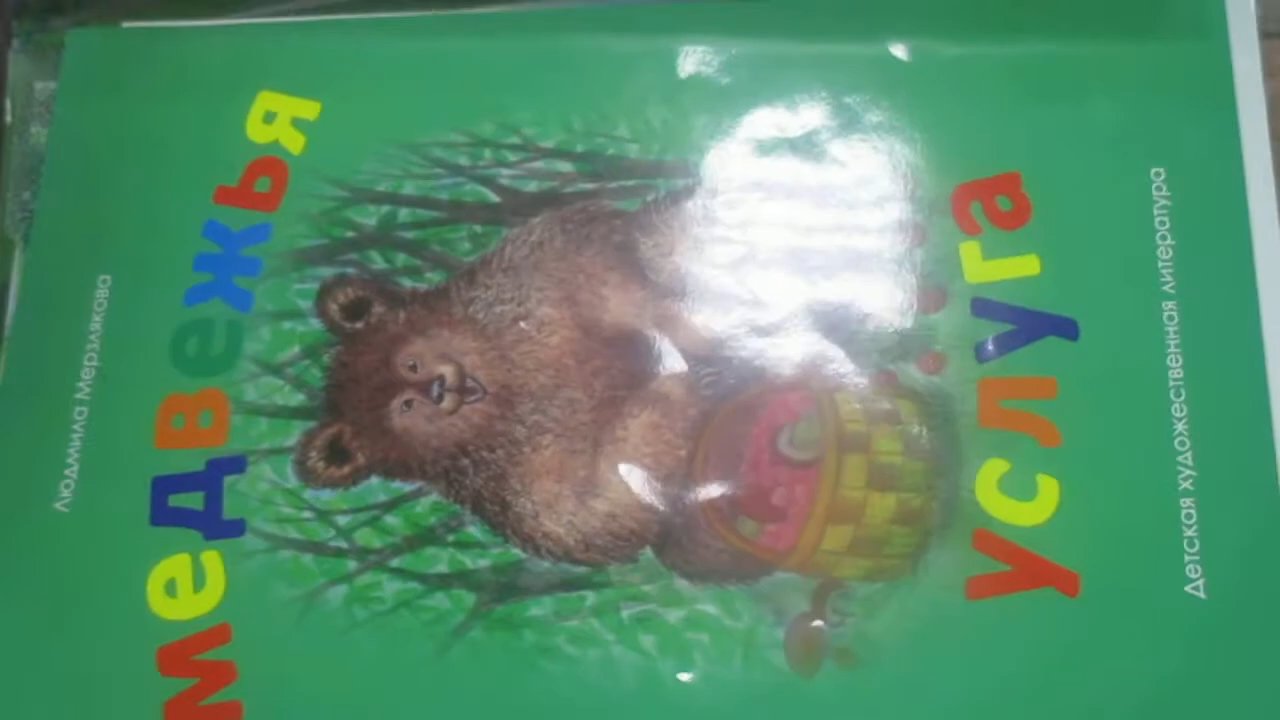 Людмила Мерзлякова
медвежья
услуга
Детская художественная литература